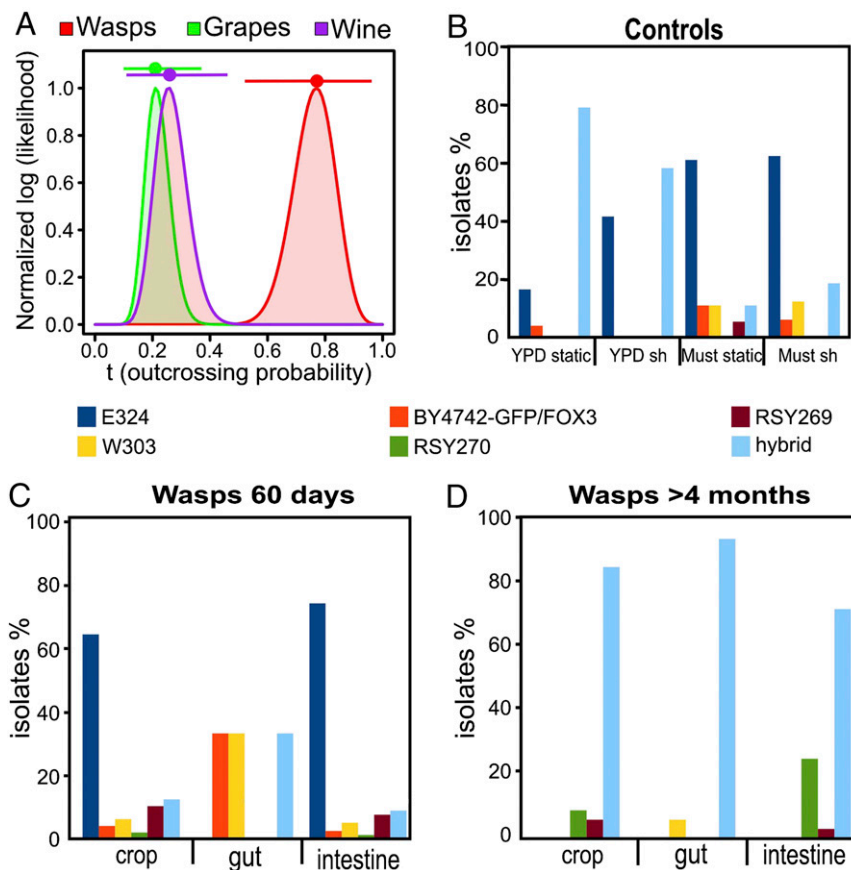 A
Wasps Grapes Wine
Normalized log (likelihood)
1.0
0.8
0.6
0.4
0.2
0.0
0.0 0.2 0.4 0.6 0.8 1.0
t (outcrossing probability)
B
Controls
isolates %
100
80
60
40
20
0
YPD static YPD sh Must static Must sh
E324 BY4742-GFP/FOX3 RSY269
W303 RSY270 hybrid
C
Wasps 60 days
isolates %
100
80
60
40
20
0
crop gut intestine
D
Wasps >4 months
isolates %
100
80
60
40
20
0
crop gut intestine